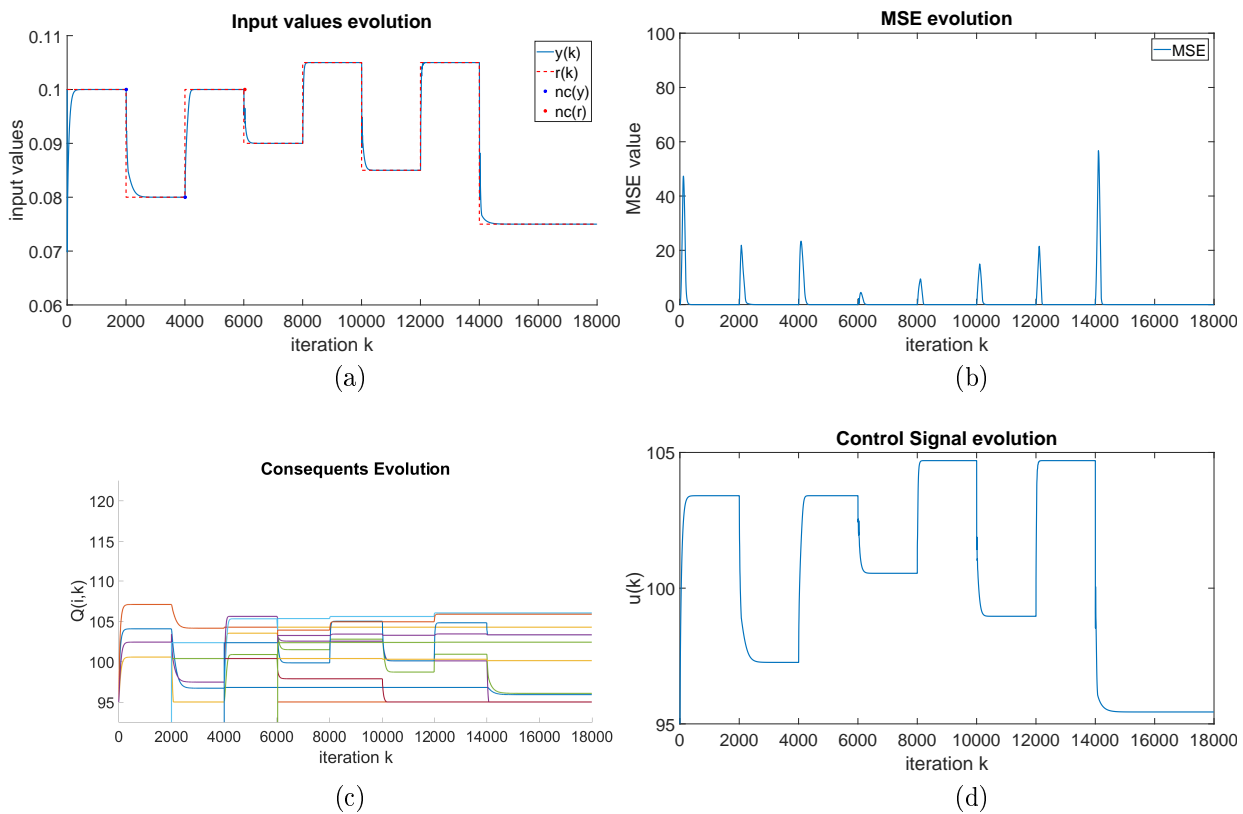 Input values evolution
0.11
0.1
0.09
0.08
0.07
0.06
input values
y(k)
r(k)
nc(y)
nc(r)
0 2000 4000 6000 8000 10000 12000 14000 16000 18000
iteration k
(a)
MSE evolution
100
80
60
40
20
0
MSE value
MSE
0 2000 4000 6000 8000 10000 12000 14000 16000 18000
iteration k
(b)
Consequents Evolution
120
115
110
105
100
95
Q(i,k)
0 2000 4000 6000 8000 10000 12000 14000 16000 18000
iteration k
(c)
Control Signal evolution
105
100
95
u(k)
0 2000 4000 6000 8000 10000 12000 14000 16000 18000
iteration k
(d)